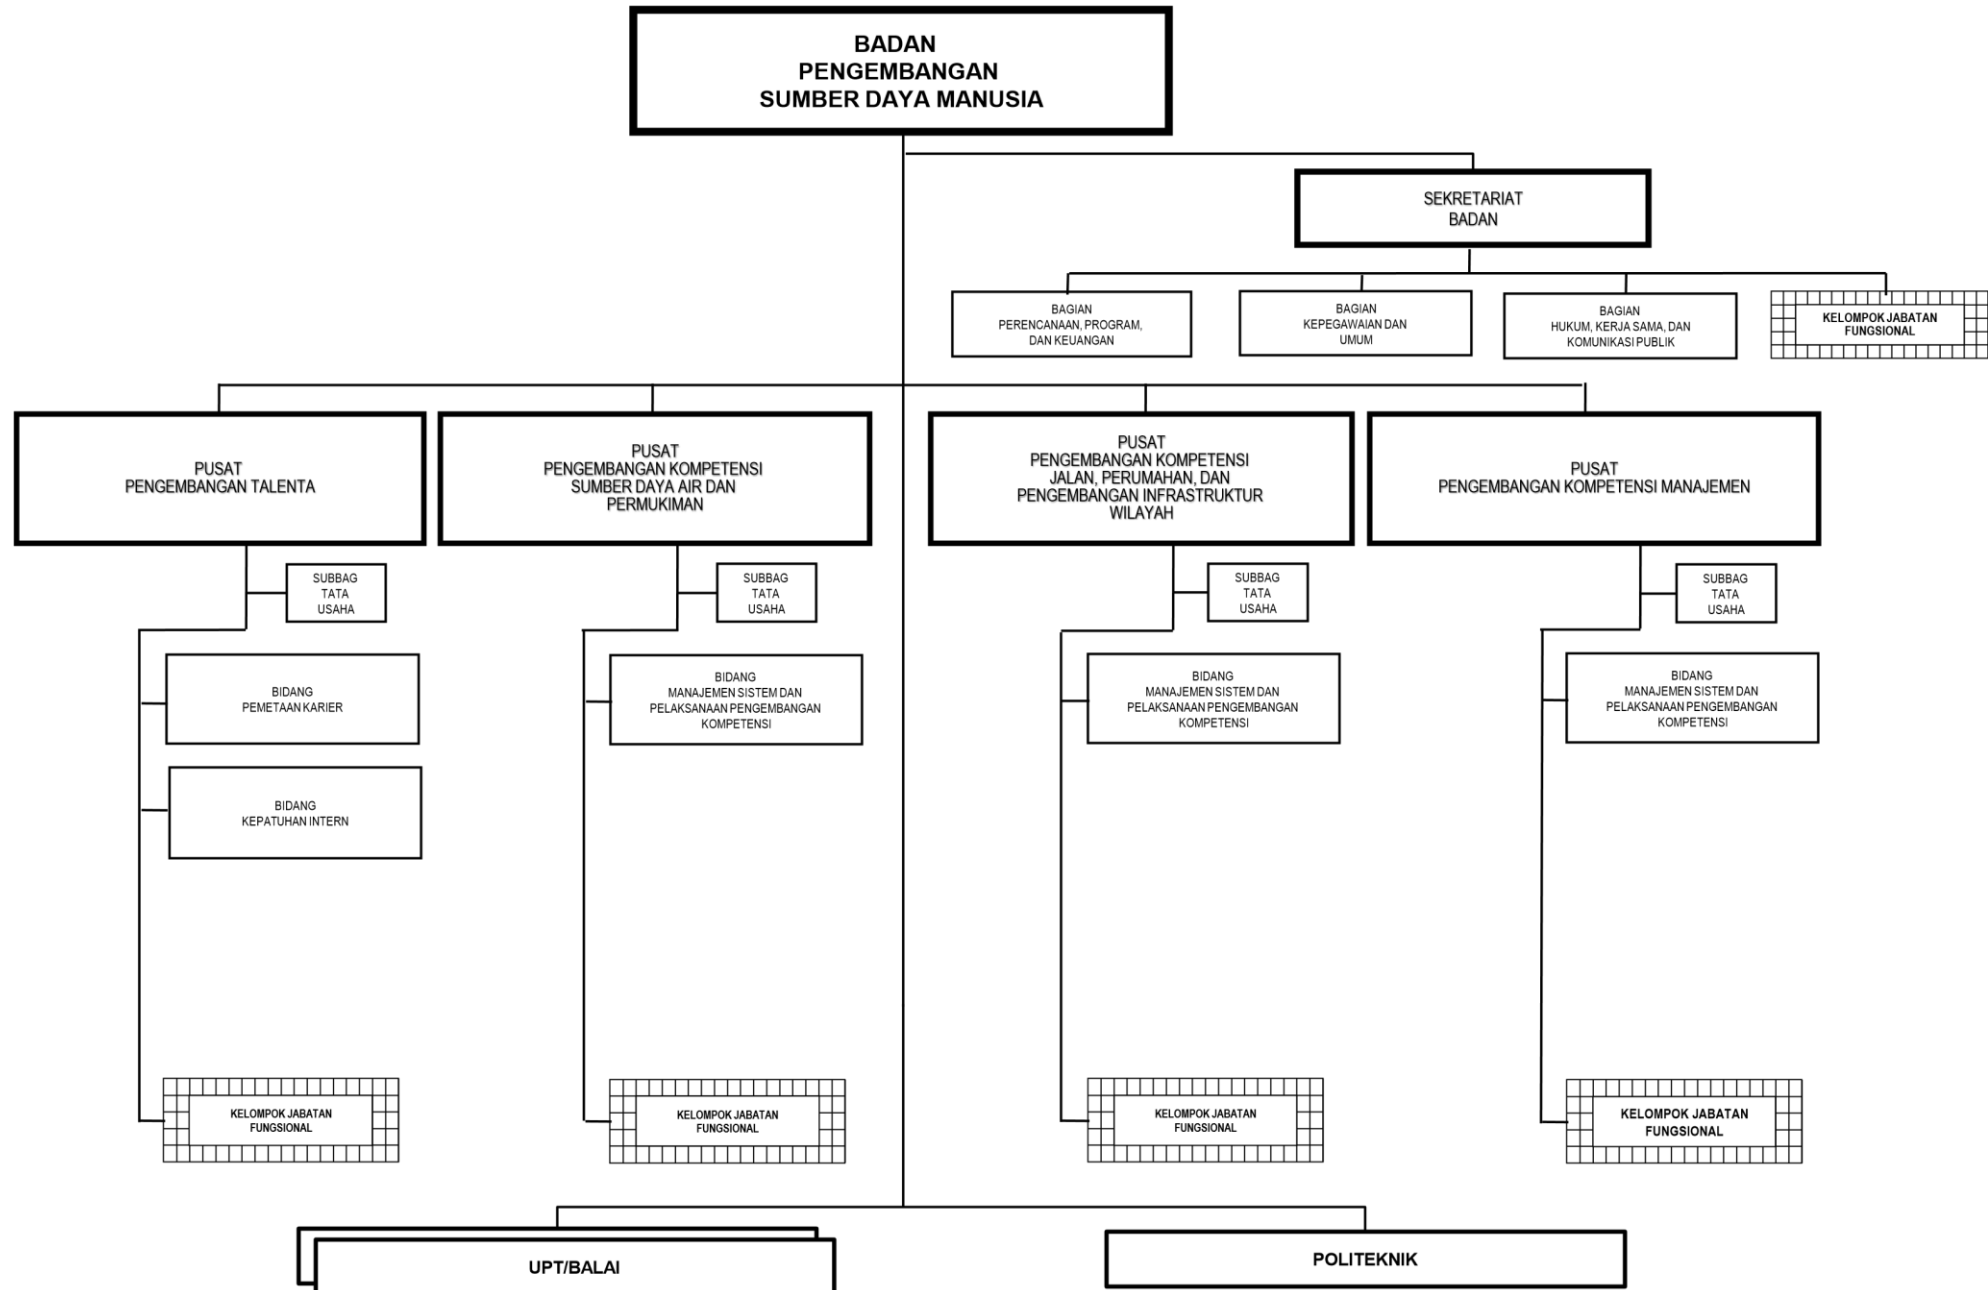 BADAN
PENGEMBANGAN
SUMBER DAYA MANUSIA
SEKRETARIAT
BADAN
BAGIAN
PERENCANAAN, PROGRAM,
DAN KEUANGAN
BAGIAN
KEPEGAWAIAN DAN
UMUM
BAGIAN
HUKUM, KERJA SAMA, DAN
KOMUNIKASI PUBLIK
KELOMPOK JABATAN
FUNGSIONAL
PUSAT
PENGEMBANGAN TALENTA
PUSAT
PENGEMBANGAN KOMPETENSI
SUMBER DAYA AIR DAN
PERMUKIMAN
PUSAT
PENGEMBANGAN KOMPETENSI
JALAN, PERUMAHAN, DAN
PENGEMBANGAN INFRASTRUKTUR
WILAYAH
PUSAT
PENGEMBANGAN KOMPETENSI MANAJEMEN
SUBBAG
TATA
USAHA
SUBBAG
TATA
USAHA
SUBBAG
TATA
USAHA
SUBBAG
TATA
USAHA
BIDANG
PEMETAAN KARIER
BIDANG
MANAJEMEN SISTEM DAN
PELAKSANAAN PENGEMBANGAN
KOMPETENSI
BIDANG
MANAJEMEN SISTEM DAN
PELAKSANAAN PENGEMBANGAN
KOMPETENSI
BIDANG
MANAJEMEN SISTEM DAN
PELAKSANAAN PENGEMBANGAN
KOMPETENSI
BIDANG
KEPATUHAN INTERN
KELOMPOK JABATAN
FUNGSIONAL
KELOMPOK JABATAN
FUNGSIONAL
KELOMPOK JABATAN
FUNGSIONAL
KELOMPOK JABATAN
FUNGSIONAL
UPT/BALAI
POLITEKNIK